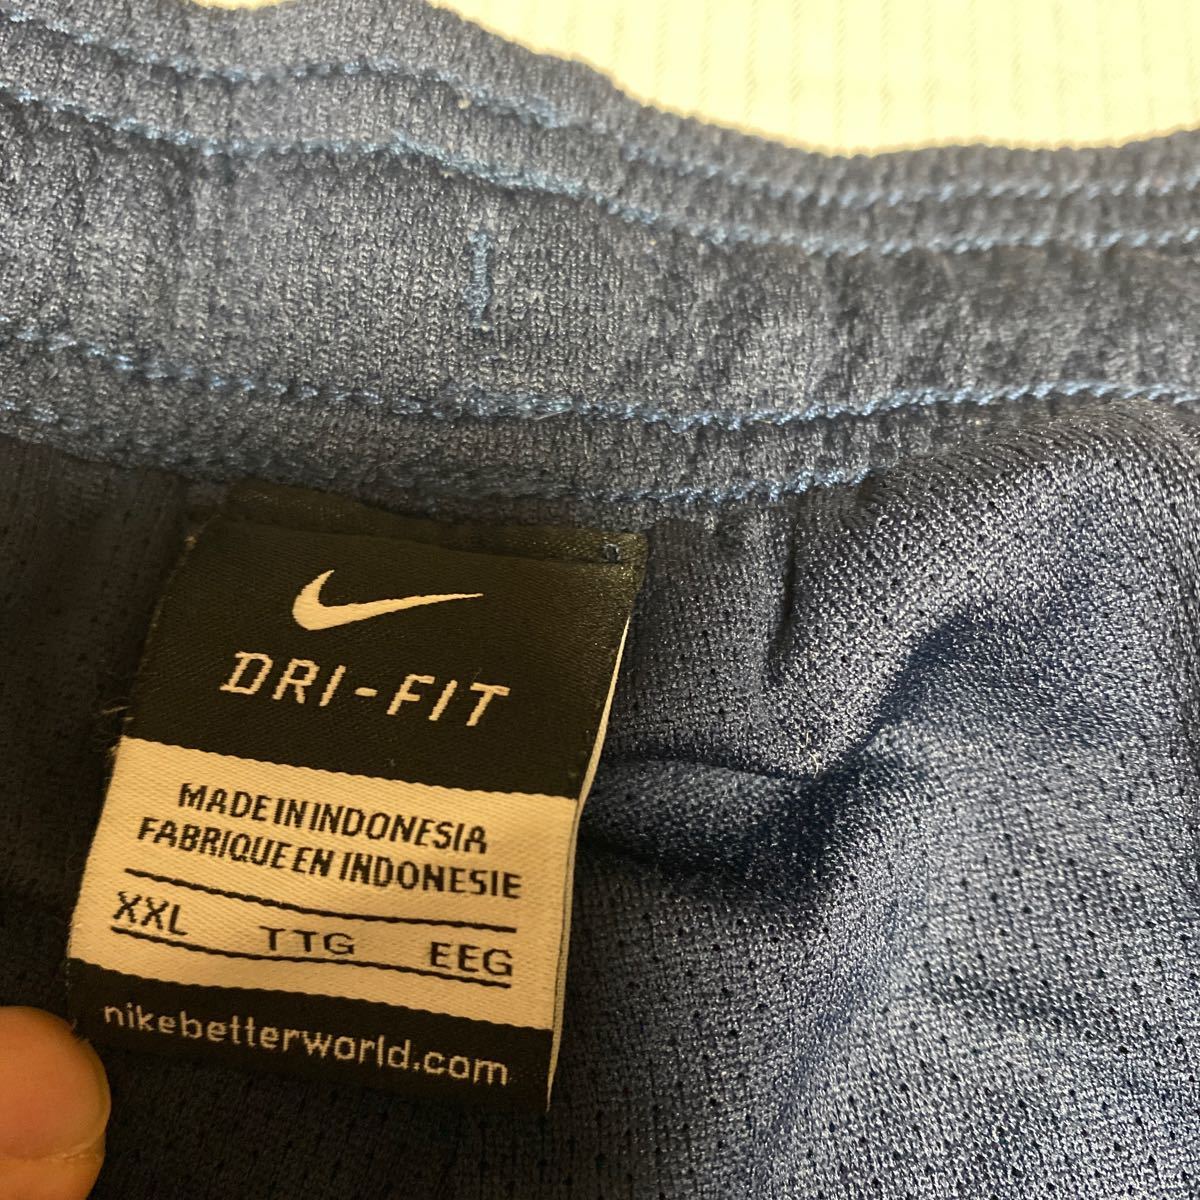 DRI-FIT
MADE IN INDONESIA
FABRIQUE EN INDONESIE
XXL TTG EEG
nikebetterworld.com